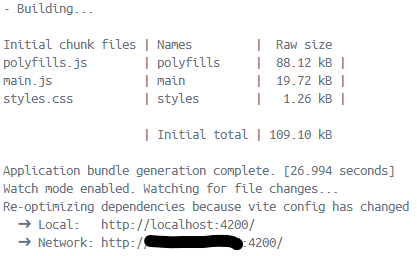 - Building...
Initial chunk files | Names | Raw size
polyfills.js | polyfills | 88.12 kB |
main.js | main | 19.72 kB |
styles.css | styles | 1.26 kB |
| Initial total | 109.10 kB
Application bundle generation complete. [26.994 seconds]
Watch mode enabled. Watching for file changes...
Re-optimizing dependencies because vite config has changed
➜ Local: http://localhost:4200/
➜ Network: http:/ :4200/